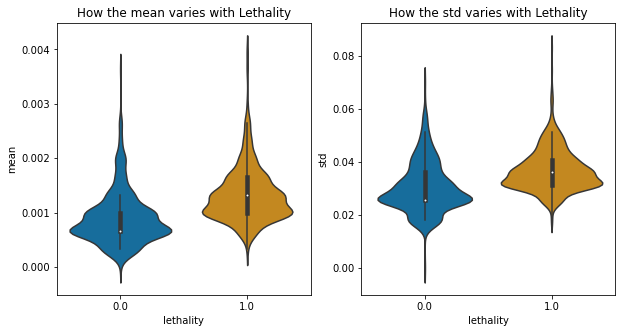 How the mean varies with Lethality
How the std varies with Lethality
0.004
0.003
0.002
0.001
0.000
mean
0.0
1.0
lethality
0.08
0.06
0.04
0.02
0.00
std
0.0
1.0
lethality